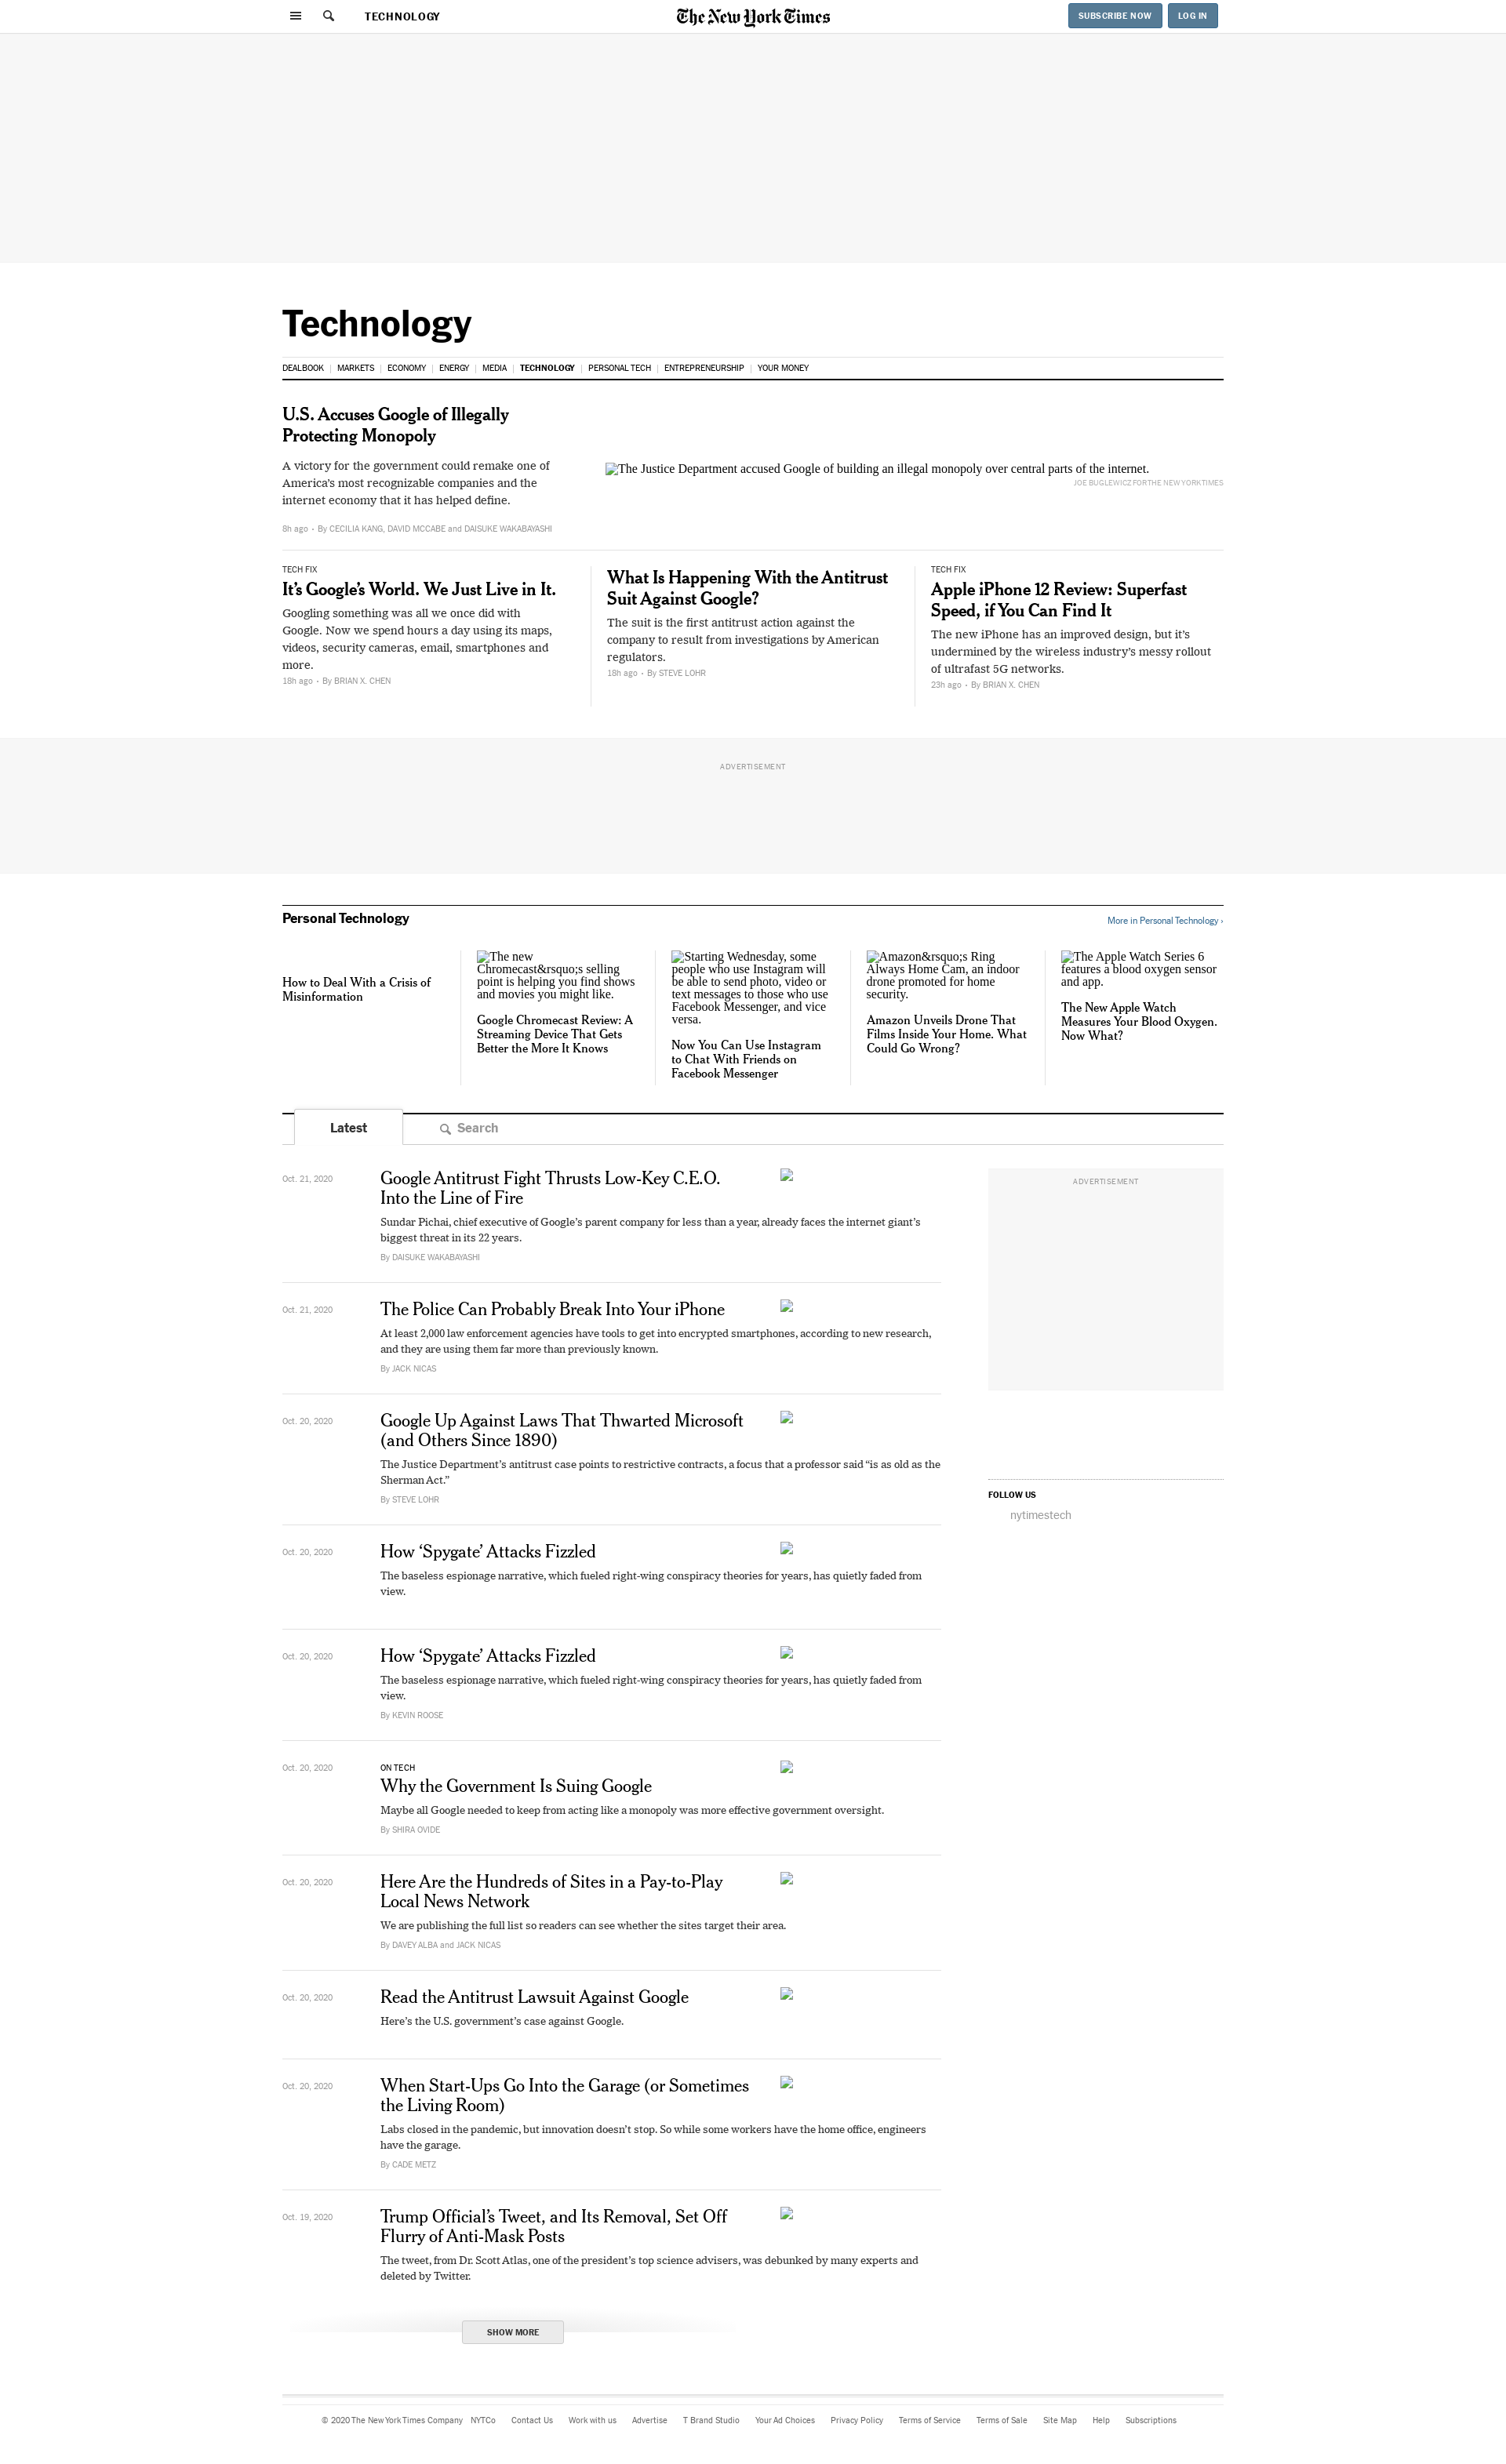 TECHNOLOGY
The New York Times
SUBSCRIBE NOW
LOG IN
Technology
DEALBOOK
MARKETS
ECONOMY
ENERGY
MEDIA
TECHNOLOGY
PERSONAL TECH
ENTREPRENEURSHIP
YOUR MONEY
U.S. Accuses Google of Illegally
Protecting Monopoly
A victory for the government could remake one of
America’s most recognizable companies and the
internet economy that it has helped define.
8h ago • By CECILIA KANG, DAVID MCCABE and DAISUKE WAKABAYASHI
The Justice Department accused Google of building an illegal monopoly over central parts of the internet.
JOE BUGLEWICZ FOR THE NEW YORK TIMES
TECH FIX
It’s Google’s World. We Just Live in It.
Googling something was all we once did with
Google. Now we spend hours a day using its maps,
videos, security cameras, email, smartphones and
more.
18h ago • By BRIAN X. CHEN
What Is Happening With the Antitrust
Suit Against Google?
The suit is the first antitrust action against the
company to result from investigations by American
regulators.
18h ago • By STEVE LOHR
TECH FIX
Apple iPhone 12 Review: Superfast
Speed, if You Can Find It
The new iPhone has an improved design, but it’s
undermined by the wireless industry’s messy rollout
of ultrafast 5G networks.
23h ago • By BRIAN X. CHEN
ADVERTISEMENT
Personal Technology
More in Personal Technology ›
How to Deal With a Crisis of
Misinformation
The new
Chromecast&rsquo;s selling
point is helping you find shows
and movies you might like.
Google Chromecast Review: A
Streaming Device That Gets
Better the More It Knows
Starting Wednesday, some
people who use Instagram will
be able to send photo, video or
text messages to those who use
Facebook Messenger, and vice
versa.
Now You Can Use Instagram
to Chat With Friends on
Facebook Messenger
Amazon&rsquo;s Ring
Always Home Cam, an indoor
drone promoted for home
security.
Amazon Unveils Drone That
Films Inside Your Home. What
Could Go Wrong?
The Apple Watch Series 6
features a blood oxygen sensor
and app.
The New Apple Watch
Measures Your Blood Oxygen.
Now What?
Latest
Search
Oct. 21, 2020
Google Antitrust Fight Thrusts Low-Key C.E.O.
Into the Line of Fire
Sundar Pichai, chief executive of Google’s parent company for less than a year, already faces the internet giant’s
biggest threat in its 22 years.
By DAISUKE WAKABAYASHI
Oct. 21, 2020
The Police Can Probably Break Into Your iPhone
At least 2,000 law enforcement agencies have tools to get into encrypted smartphones, according to new research,
and they are using them far more than previously known.
By JACK NICAS
Oct. 20, 2020
Google Up Against Laws That Thwarted Microsoft
(and Others Since 1890)
The Justice Department’s antitrust case points to restrictive contracts, a focus that a professor said “is as old as the
Sherman Act.”
By STEVE LOHR
Oct. 20, 2020
How ‘Spygate’ Attacks Fizzled
The baseless espionage narrative, which fueled right-wing conspiracy theories for years, has quietly faded from
view.
Oct. 20, 2020
How ‘Spygate’ Attacks Fizzled
The baseless espionage narrative, which fueled right-wing conspiracy theories for years, has quietly faded from
view.
By KEVIN ROOSE
Oct. 20, 2020
ON TECH
Why the Government Is Suing Google
Maybe all Google needed to keep from acting like a monopoly was more effective government oversight.
By SHIRA OVIDE
Oct. 20, 2020
Here Are the Hundreds of Sites in a Pay-to-Play
Local News Network
We are publishing the full list so readers can see whether the sites target their area.
By DAVEY ALBA and JACK NICAS
Oct. 20, 2020
Read the Antitrust Lawsuit Against Google
Here’s the U.S. government’s case against Google.
Oct. 20, 2020
When Start-Ups Go Into the Garage (or Sometimes
the Living Room)
Labs closed in the pandemic, but innovation doesn’t stop. So while some workers have the home office, engineers
have the garage.
By CADE METZ
Oct. 19, 2020
Trump Official’s Tweet, and Its Removal, Set Off
Flurry of Anti-Mask Posts
The tweet, from Dr. Scott Atlas, one of the president’s top science advisers, was debunked by many experts and
deleted by Twitter.
SHOW MORE
ADVERTISEMENT
FOLLOW US
nytimestech
© 2020 The New York Times Company
NYTCo
Contact Us
Work with us
Advertise
T Brand Studio
Your Ad Choices
Privacy Policy
Terms of Service
Terms of Sale
Site Map
Help
Subscriptions